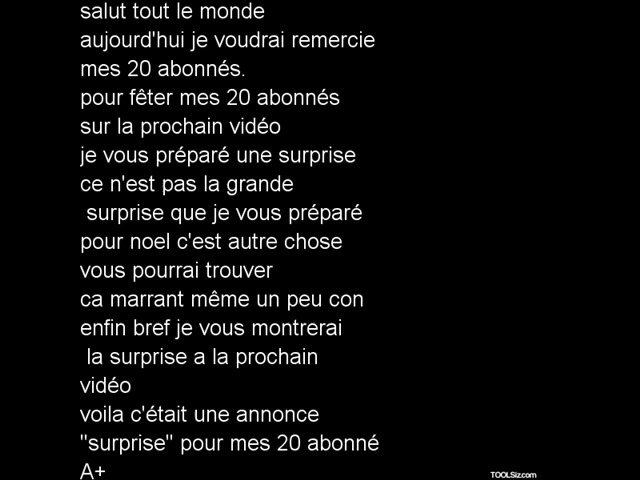 salut tout le monde
aujourd'hui je voudrai remercie
mes 20 abonnés.
pour fêter mes 20 abonnés
sur la prochain vidéo
je vous préparé une surprise
ce n'est pas la grande
surprise que je vous préparé
pour noel c'est autre chose
vous pourrai trouver
ca marrant même un peu con
enfin bref je vous montrerai
la surprise a la prochain
vidéo
voila c'était une annonce
"surprise" pour mes 20 abonné
A+
TOOLSiz.com